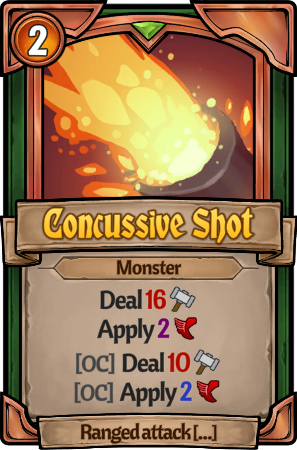 2
Concussive Shot
Monster
Deal 16
Apply 2
[OC] Deal 10
[OC] Apply 2
Ranged attack [...]